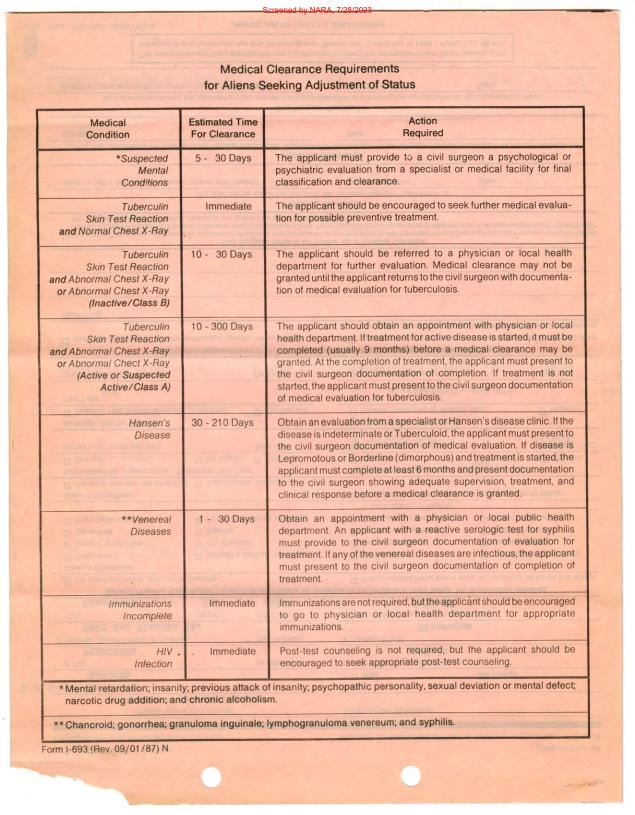 Screened by NARA, 7/28/2023
Medical Clearance Requirements
for Aliens Seeking Adjustment of Status
Medical
Condition
Estimated Time
For Clearance
Action
Required
*Suspected
Mental
Conditions
5 - 30 Days
The applicant must provide to a civil surgeon a psychological or
psychiatric evaluation from a specialist or medical facility for final
classification and clearance.
Tuberculin
Skin Test Reaction
and Normal Chest X-Ray
Immediate
The applicant should be encouraged to seek further medical evalua-
tion for possible preventive treatment.
Tuberculin
Skin Test Reaction
and Abnormal Chest X-Ray
or Abnormal Chest X-Ray
(Inactive/Class B)
10 - 30 Days
The applicant should be referred to a physician or local health
department for further evaluation. Medical clearance may not be
granted until the applicant returns to the civil surgeon with documenta-
tion of medical evaluation for tuberculosis.
Tuberculin
Skin Test Reaction
and Abnormal Chest X-Ray
or Abnormal Chect X-Ray
(Active or Suspected
Active/Class A)
10 - 300 Days
The applicant should obtain an appointment with physician or local
health department. If treatment for active disease is started, it must be
completed (usually 9 months) before a medical clearance may be
granted. At the completion of treatment, the applicant must present to
the civil surgeon documentation of completion. If treatment is not
started, the applicant must present to the civil surgeon documentation
of medical evaluation for tuberculosis.
Hansen's
Disease
30 - 210 Days
Obtain an evaluation from a specialist or Hansen's disease clinic. If the
disease is indeterminate or Tuberculoid, the applicant must present to
the civil surgeon documentation of medical evaluation. If disease is
Lepromotous or Borderline (dimorphous) and treatment is started, the
applicant must complete at least 6 months and present documentation
to the civil surgeon showing adequate supervision, treatment, and
clinical response before a medical clearance is granted.
**Venereal
Diseases
1 - 30 Days
Obtain an appointment with a physician or local public health
department. An applicant with a reactive serologic test for syphilis
must provide to the civil surgeon documentation of evaluation for
treatment. If any of the venereal diseases are infectious, the applicant
must present to the civil surgeon documentation of completion of
treatment.
Immunizations
Incomplete
Immediate
Immunizations are not required, but the applicant should be encouraged
to go to physician or local health department for appropriate
immunizations.
HIV
Infection
Immediate
Post-test counseling is not required, but the applicant should be
encouraged to seek appropriate post-test counseling.
* Mental retardation; insanity; previous attack of insanity; psychopathic personality, sexual deviation or mental defect;
narcotic drug addition; and chronic alcoholism.
** Chancroid; gonorrhea; granuloma inguinale; lymphogranuloma venereum; and syphilis.
Form I-693 (Rev. 09/01/87) N